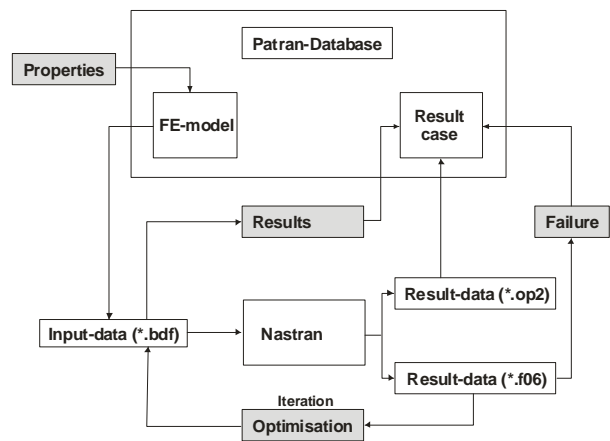 Patran-Database
Properties
FE-model
Result
case
Results
Failure
Result-data (*.op2)
Input-data (*.bdf)
Nastran
Result-data (*.f06)
Iteration
Optimisation